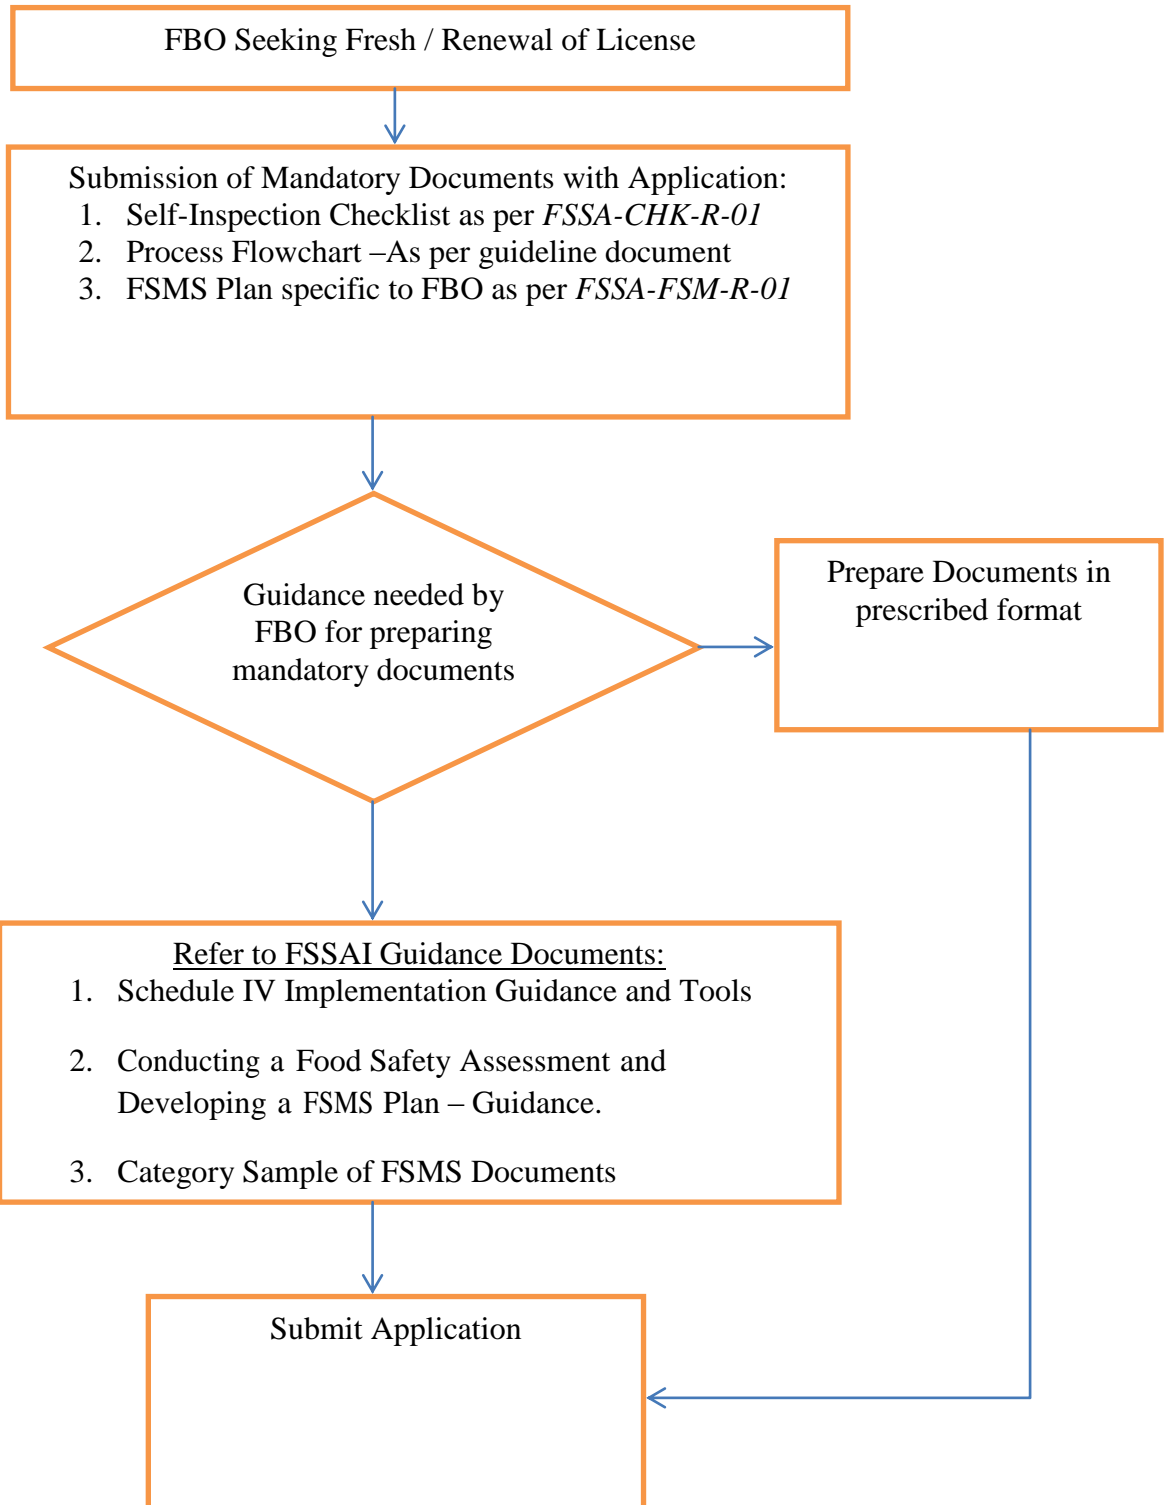 FBO Seeking Fresh / Renewal of License
Submission of Mandatory Documents with Application:
1. Self-Inspection Checklist as per FSSA-CHK-R-01
2. Process Flowchart –As per guideline document
3. FSMS Plan specific to FBO as per FSSA-FSM-R-01
Guidance needed by
FBO for preparing
mandatory documents
Prepare Documents in
prescribed format
Refer to FSSAI Guidance Documents:
1. Schedule IV Implementation Guidance and Tools
2. Conducting a Food Safety Assessment and
Developing a FSMS Plan – Guidance.
3. Category Sample of FSMS Documents
Submit Application